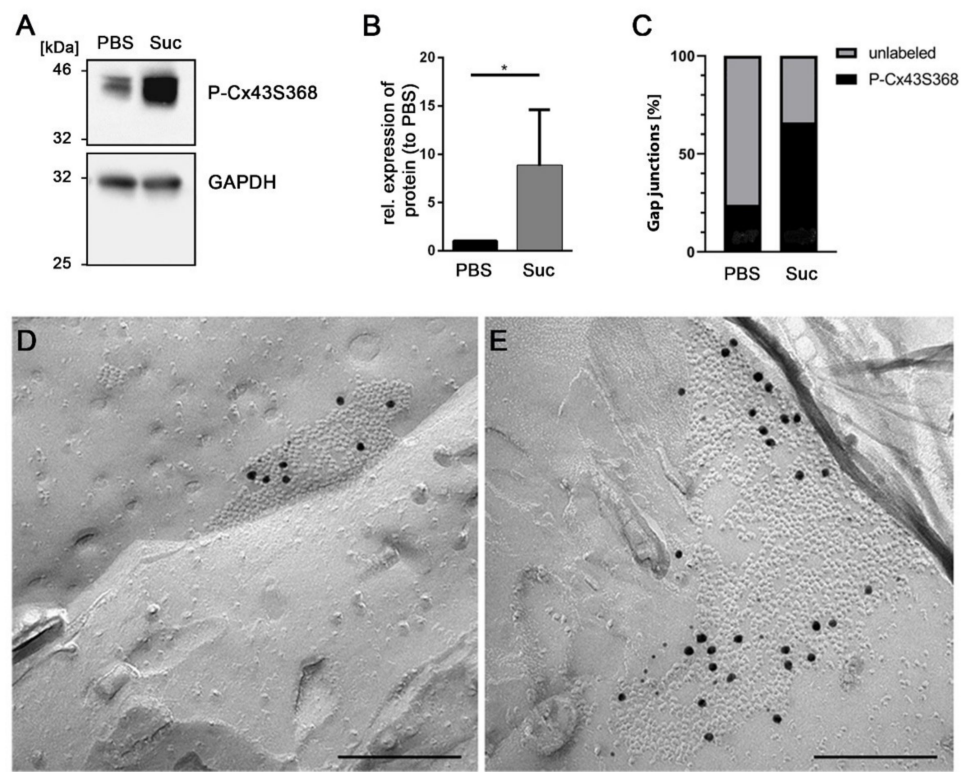 A
[kDa]
PBS Suc
46
32
P-Cx43S368
32
25
GAPDH
B
rel. expression of
protein (to PBS)
20
15
10
5
0
*
PBS Suc
C
Gap junctions [%]
100
50
0
PBS Suc
unlabeled
P-Cx43S368
D
E